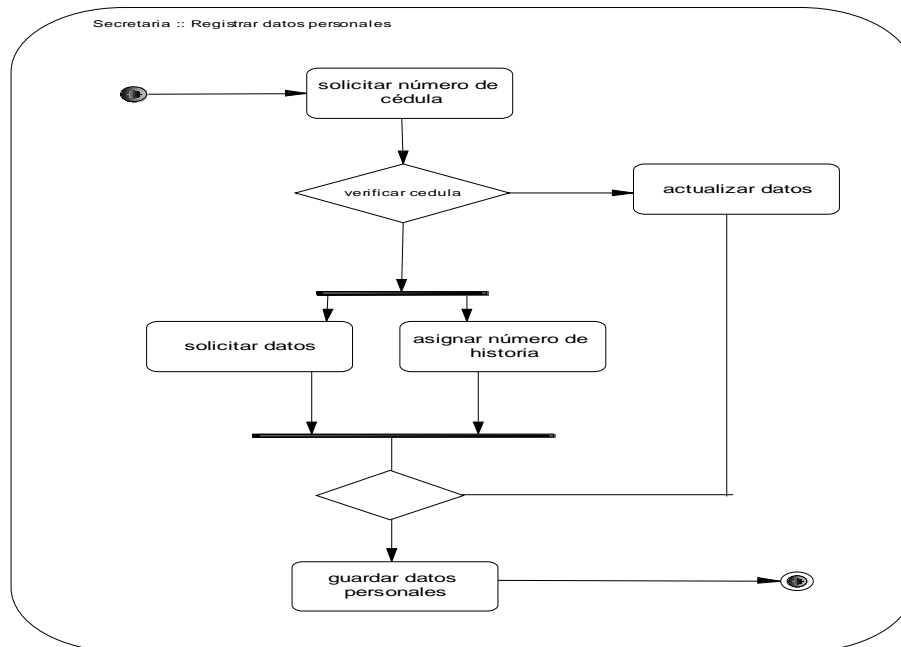 Secretaria :: Registrar datos personales
solicitar número de
cédula
verificar cedula
actualizar datos
solicitar datos
asignar número de
historia
guardar datos
personales